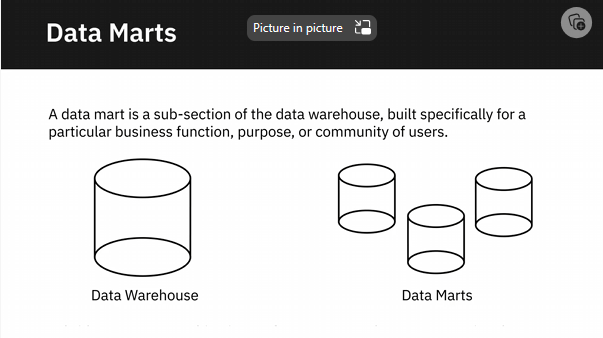 Data Marts
Picture in picture
A data mart is a sub-section of the data warehouse, built specifically for a
particular business function, purpose, or community of users.
Data Warehouse
Data Marts